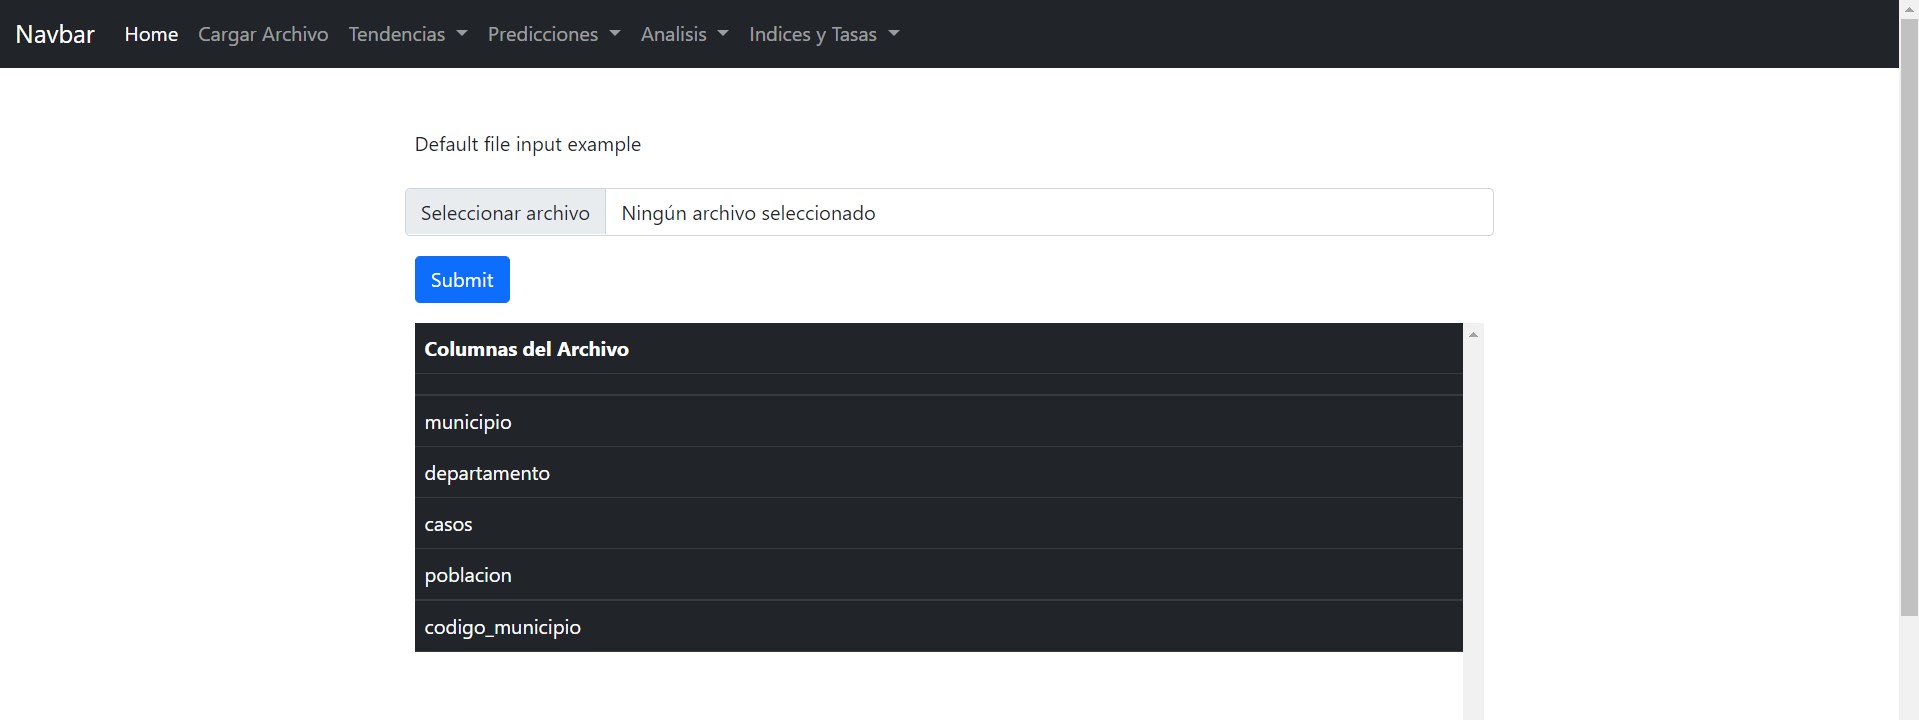 Navbar Home Cargar Archivo Tendencias Predicciones Analisis Indices y Tasas
Default file input example
Seleccionar archivo Ningún archivo seleccionado
Submit
Columnas del Archivo
municipio
departamento
casos
poblacion
codigo_municipio